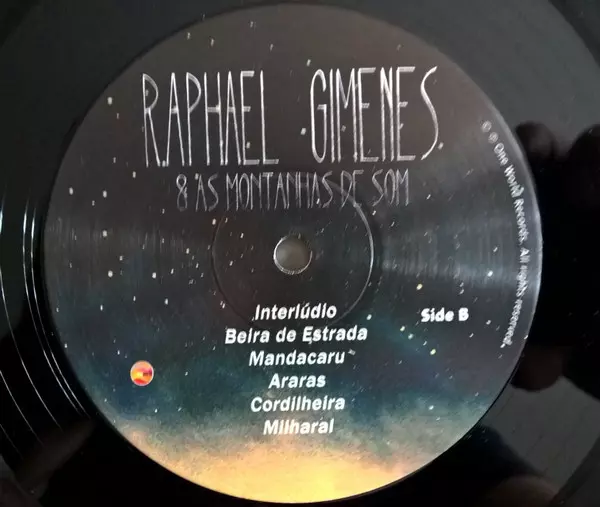 RAPHAEL GIMENES
& AS MONTANHAS DE SOM
Interlúdio
Beira de Estrada
Mandacaru
Araras
Cordilheira
Milharal
Side B
© ℗ One World Records. All rights reserved.